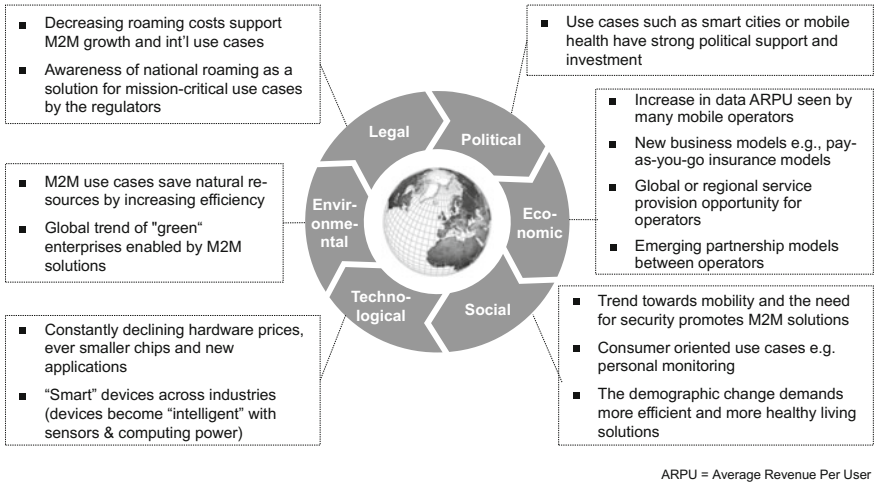 ■ Decreasing roaming costs support
M2M growth and int'l use cases
■ Awareness of national roaming as a
solution for mission-critical use cases
by the regulators
■ Use cases such as smart cities or mobile
health have strong political support and
investment
Legal
Political
■ Increase in data ARPU seen by
many mobile operators
■ New business models e.g., pay-
as-you-go insurance models
■ Global or regional service
provision opportunity for
operators
■ Emerging partnership models
between operators
■ M2M use cases save natural re-
sources by increasing efficiency
■ Global trend of "green“
enterprises enabled by M2M
solutions
Envir-
onme-
ntal
Eco-
nomic
Techno-
logical
Social
■ Constantly declining hardware prices,
ever smaller chips and new
applications
■ “Smart” devices across industries
(devices become “intelligent” with
sensors & computing power)
■ Trend towards mobility and the need
for security promotes M2M solutions
■ Consumer oriented use cases e.g.
personal monitoring
■ The demographic change demands
more efficient and more healthy living
solutions
ARPU = Average Revenue Per User